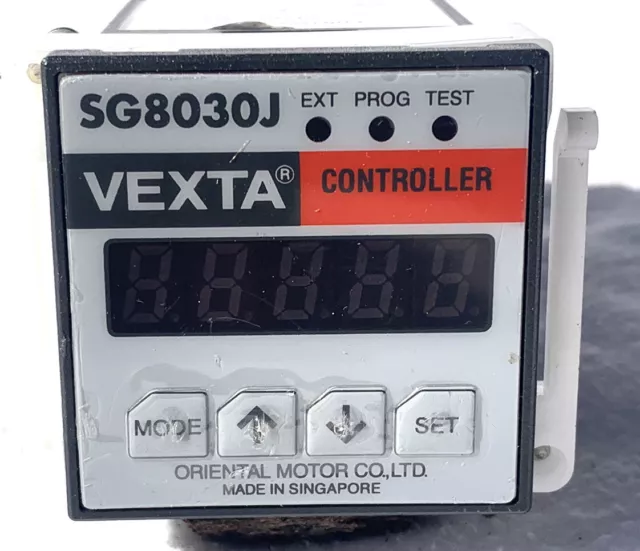 SG8030J EXT PROG TEST
VEXTA® CONTROLLER
MODE SET
ORIENTAL MOTOR CO.,LTD.
MADE IN SINGAPORE